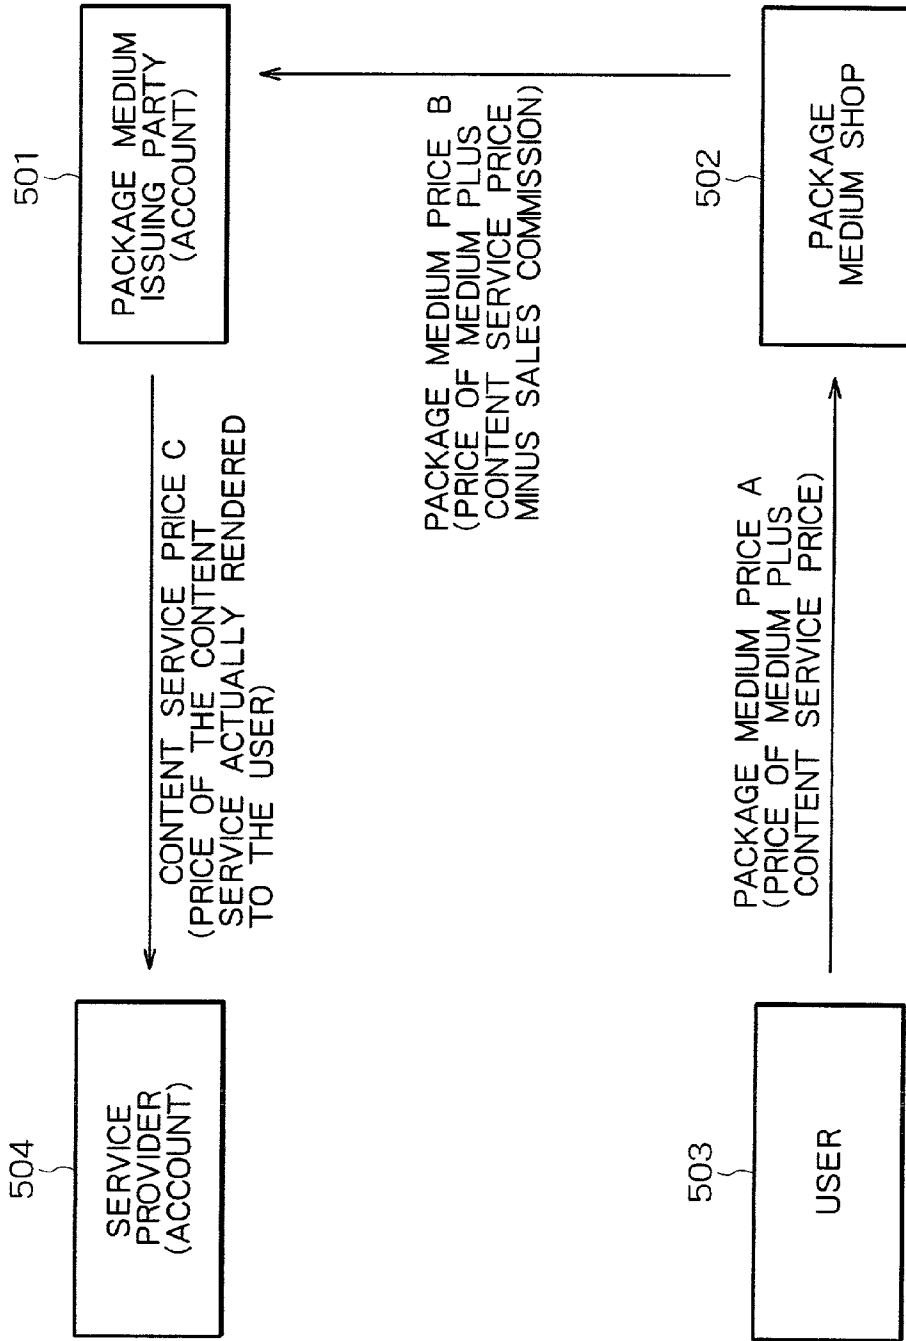 504
SERVICE
PROVIDER
(ACCOUNT)
CONTENT SERVICE PRICE C
(PRICE OF THE CONTENT
SERVICE ACTUALLY RENDERED
TO THE USER)
501
PACKAGE MEDIUM
ISSUING PARTY
(ACCOUNT)
PACKAGE MEDIUM PRICE B
(PRICE OF MEDIUM PLUS
CONTENT SERVICE PRICE
MINUS SALES COMMISSION)
503
USER
PACKAGE MEDIUM PRICE A
(PRICE OF MEDIUM PLUS
CONTENT SERVICE PRICE)
502
PACKAGE
MEDIUM SHOP